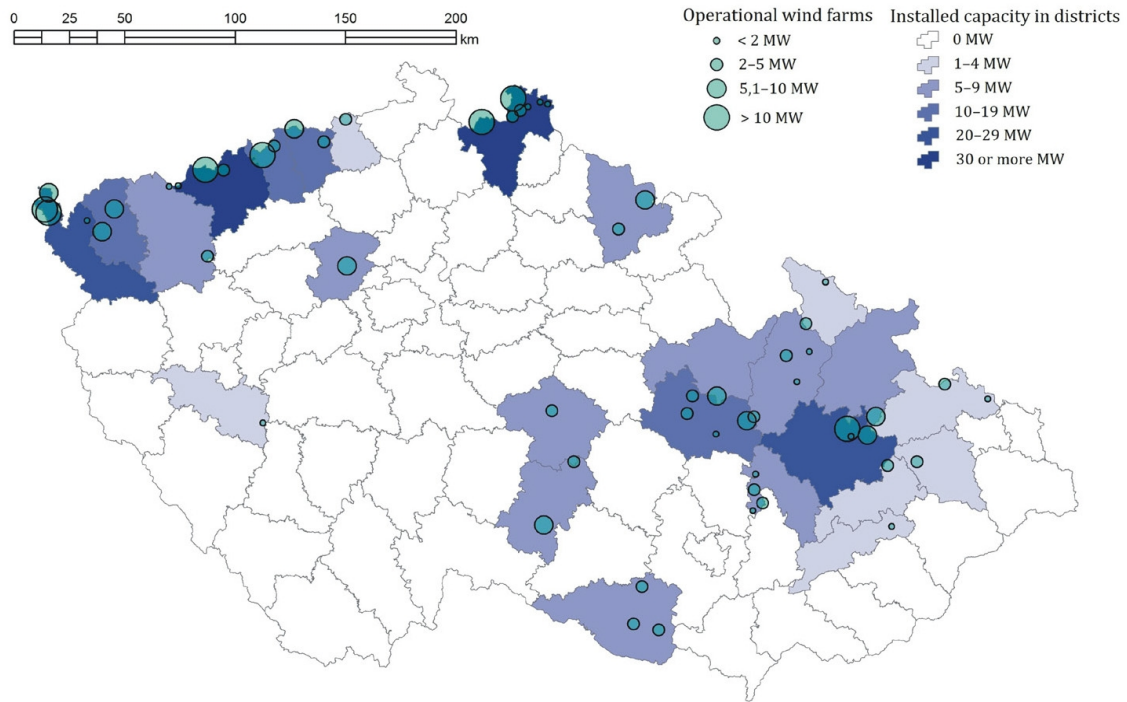 0 25 50 100 150 200
km
Operational wind farms
< 2 MW
2–5 MW
5,1–10 MW
> 10 MW
Installed capacity in districts
0 MW
1–4 MW
5–9 MW
10–19 MW
20–29 MW
30 or more MW